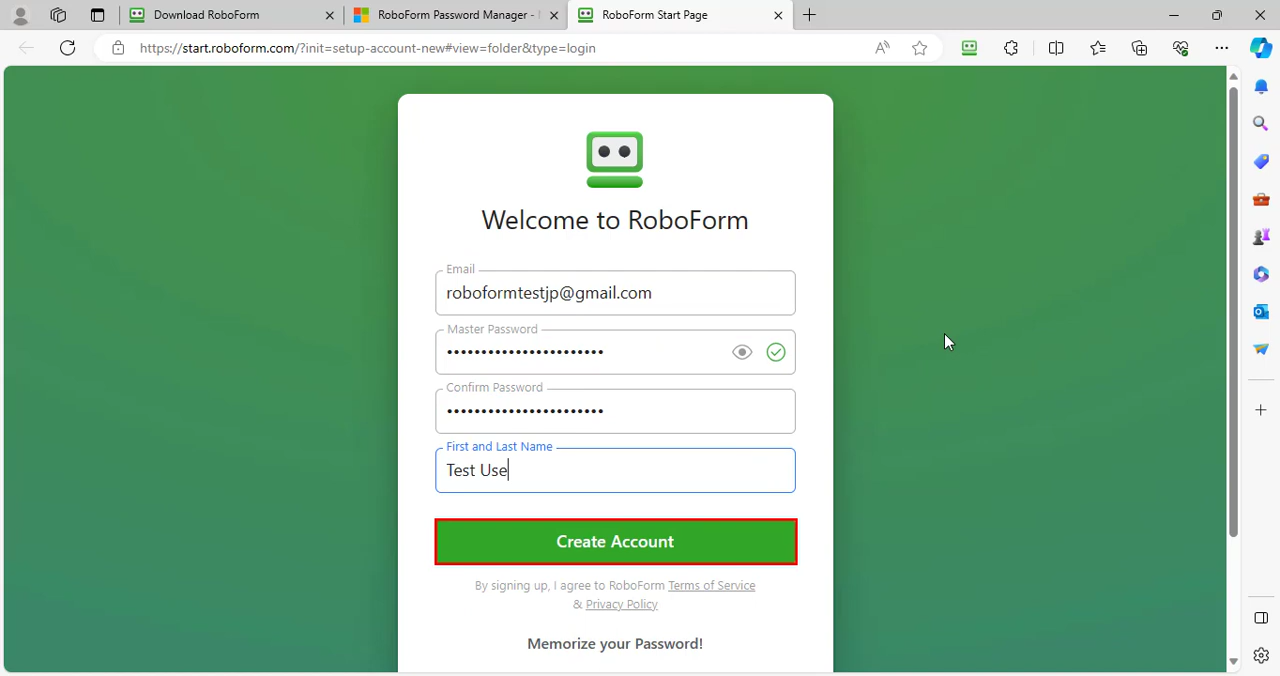 Download RoboForm
RoboForm Password Manager -
RoboForm Start Page
https://start.roboform.com/?init=setup-account-new#view=folder&type=login
Welcome to RoboForm
Email
roboformtestjp@gmail.com
Master Password
•••••••••••••••••••••••
Confirm Password
•••••••••••••••••••••••
First and Last Name
Test Use
Create Account
By signing up, I agree to RoboForm Terms of Service
& Privacy Policy
Memorize your Password!